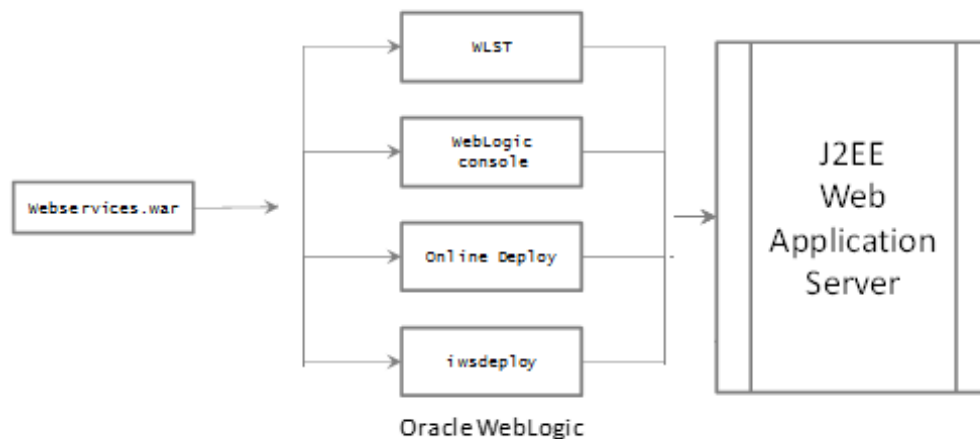 Webservices.war
WLST
WebLogic
console
Online Deploy
iwsdeploy
Oracle WebLogic
J2EE
Web
Application
Server